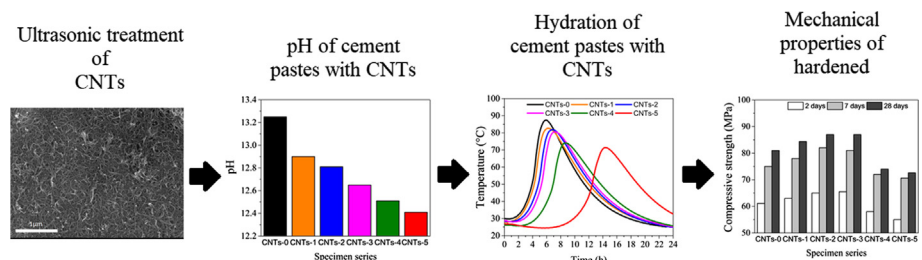 Ultrasonic treatment
of
CNTs
1µm
pH of cement
pastes with CNTs
13.4
13.2
13.0
12.8
12.6
12.4
12.2
pH
CNTs-0 CNTs-1 CNTs-2 CNTs-3 CNTs-4 CNTs-5
Specimen series
Hydration of
cement pastes with
CNTs
CNTs-0 CNTs-1 CNTs-2
CNTs-3 CNTs-4 CNTs-5
100
90
80
70
60
50
40
30
20
Temperature (°C)
0 2 4 6 8 10 12 14 16 18 20 22 24
Time (h)
Mechanical
properties of
hardened
2 days 7 days 28 days
100
90
80
70
60
50
Compressive strength (MPa)
CNTs-0 CNTs-1 CNTs-2 CNTs-3 CNTs-4 CNTs-5
Specimen series